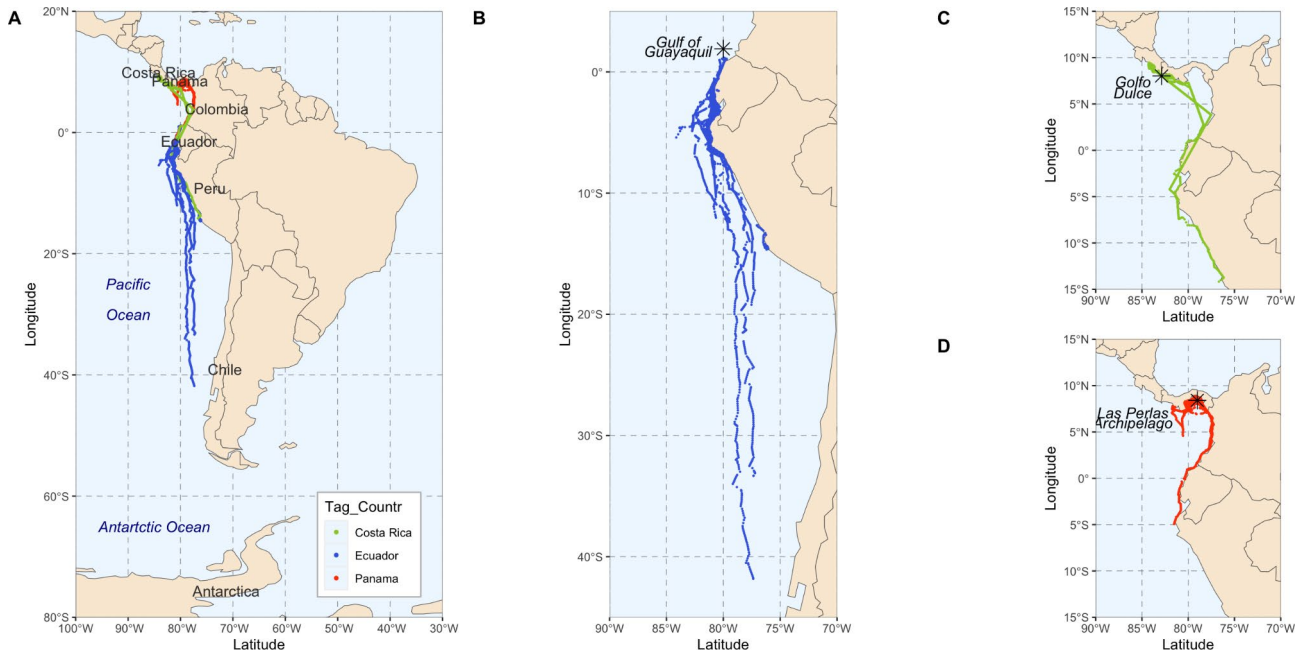 A
20°N
0°
20°S
40°S
60°S
80°S
Longitude
100°W
90°W
80°W
70°W
60°W
50°W
40°W
30°W
Latitude
Costa Rica
Panama
Colombia
Ecuador
Peru
Pacific
Ocean
Chile
Antartctic Ocean
Antarctica
Tag_Countr
Costa Rica
Ecuador
Panama
B
Gulf of
Guayaquil
0°
10°S
20°S
30°S
40°S
Longitude
90°W
85°W
80°W
75°W
70°W
Latitude
C
15°N
10°N
5°N
0°
5°S
10°S
15°S
Longitude
Golfo
Dulce
90°W
85°W
80°W
75°W
70°W
Latitude
D
15°N
10°N
5°N
0°
5°S
10°S
15°S
Longitude
Las Perlas
Archipelago
90°W
85°W
80°W
75°W
70°W
Latitude